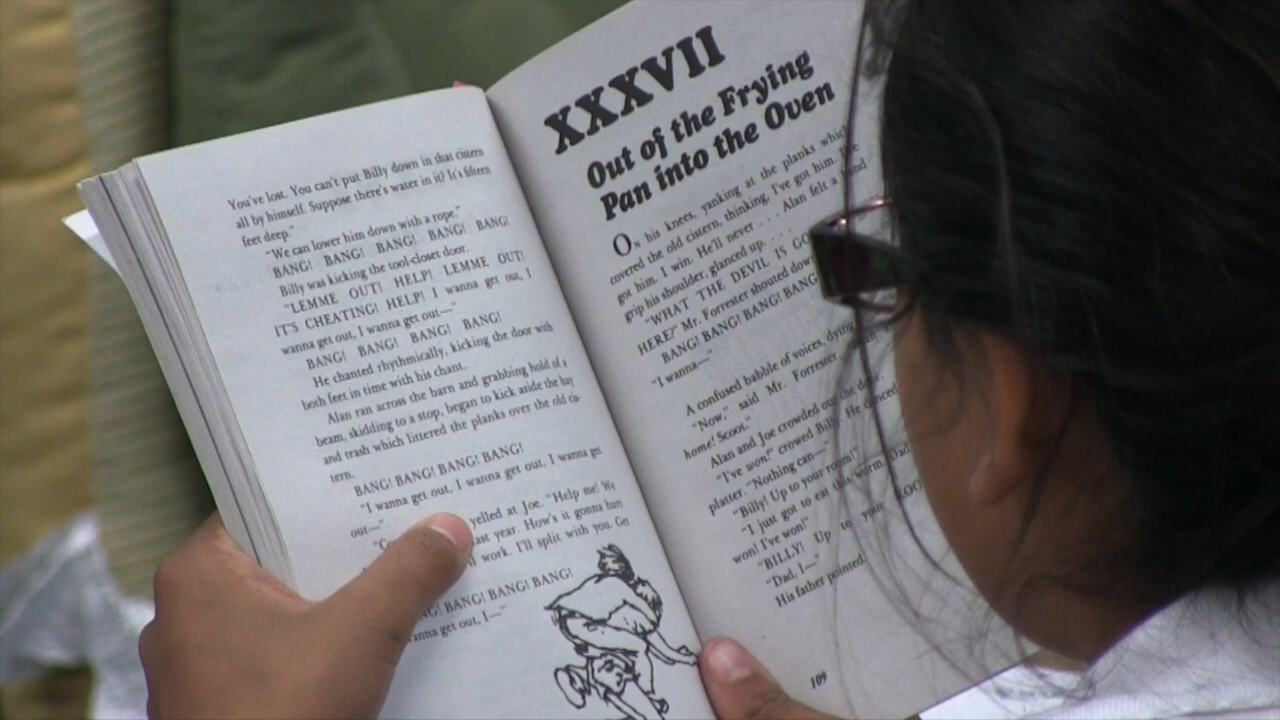 You've lost. You can't put Billy down in that cistern
all by himself. Suppose there's water in it? It's fifteen
feet deep."
"We can lower him down with a rope."
BANG! BANG! BANG! BANG! BANG!
Billy was kicking the tool-closet door.
"LEMME OUT! HELP! LEMME OUT!
IT'S CHEATING! HELP! I wanna get out, I
wanna get out, I wanna get out—"
BANG! BANG! BANG! BANG!
He chanted rhythmically, kicking the door with
both feet in time with his chant.
Alan ran across the barn and grabbing hold of a
beam, skidding to a stop, began to kick aside the hay
and trash which littered the planks over the old cis-
tern.
BANG! BANG! BANG! BANG!
"I wanna get out, I wanna get out, I wanna get
out—"
yelled at Joe. "Help me! We
last year. How's it gonna hurt
work. I'll split with you. Get
BANG! BANG! BANG!
wanna get out, I—"
XXXVII
Out of the Frying
Pan into the Oven
On his knees, yanking at the planks which
covered the old cistern, thinking, I've got him. I've
got him. I win. He'll never . . . . Alan felt a hand
grip his shoulder, glanced up.
"WHAT THE DEVIL IS GO
HERE?" Mr. Forrester shouted down
BANG! BANG! BANG! BANG
"I wanna—"
A confused babble of voices, dying
"Now," said Mr. Forrester
home! Scoot."
Alan and Joe crowded out the door.
"I've won!" crowed Billy. He danced
platter. "Nothing can—"
"Billy! Up to your room!"
"I just got to eat this worm, Dad
won! I've won!"
"BILLY! Up to your
"Dad, I—"
His father pointed
109